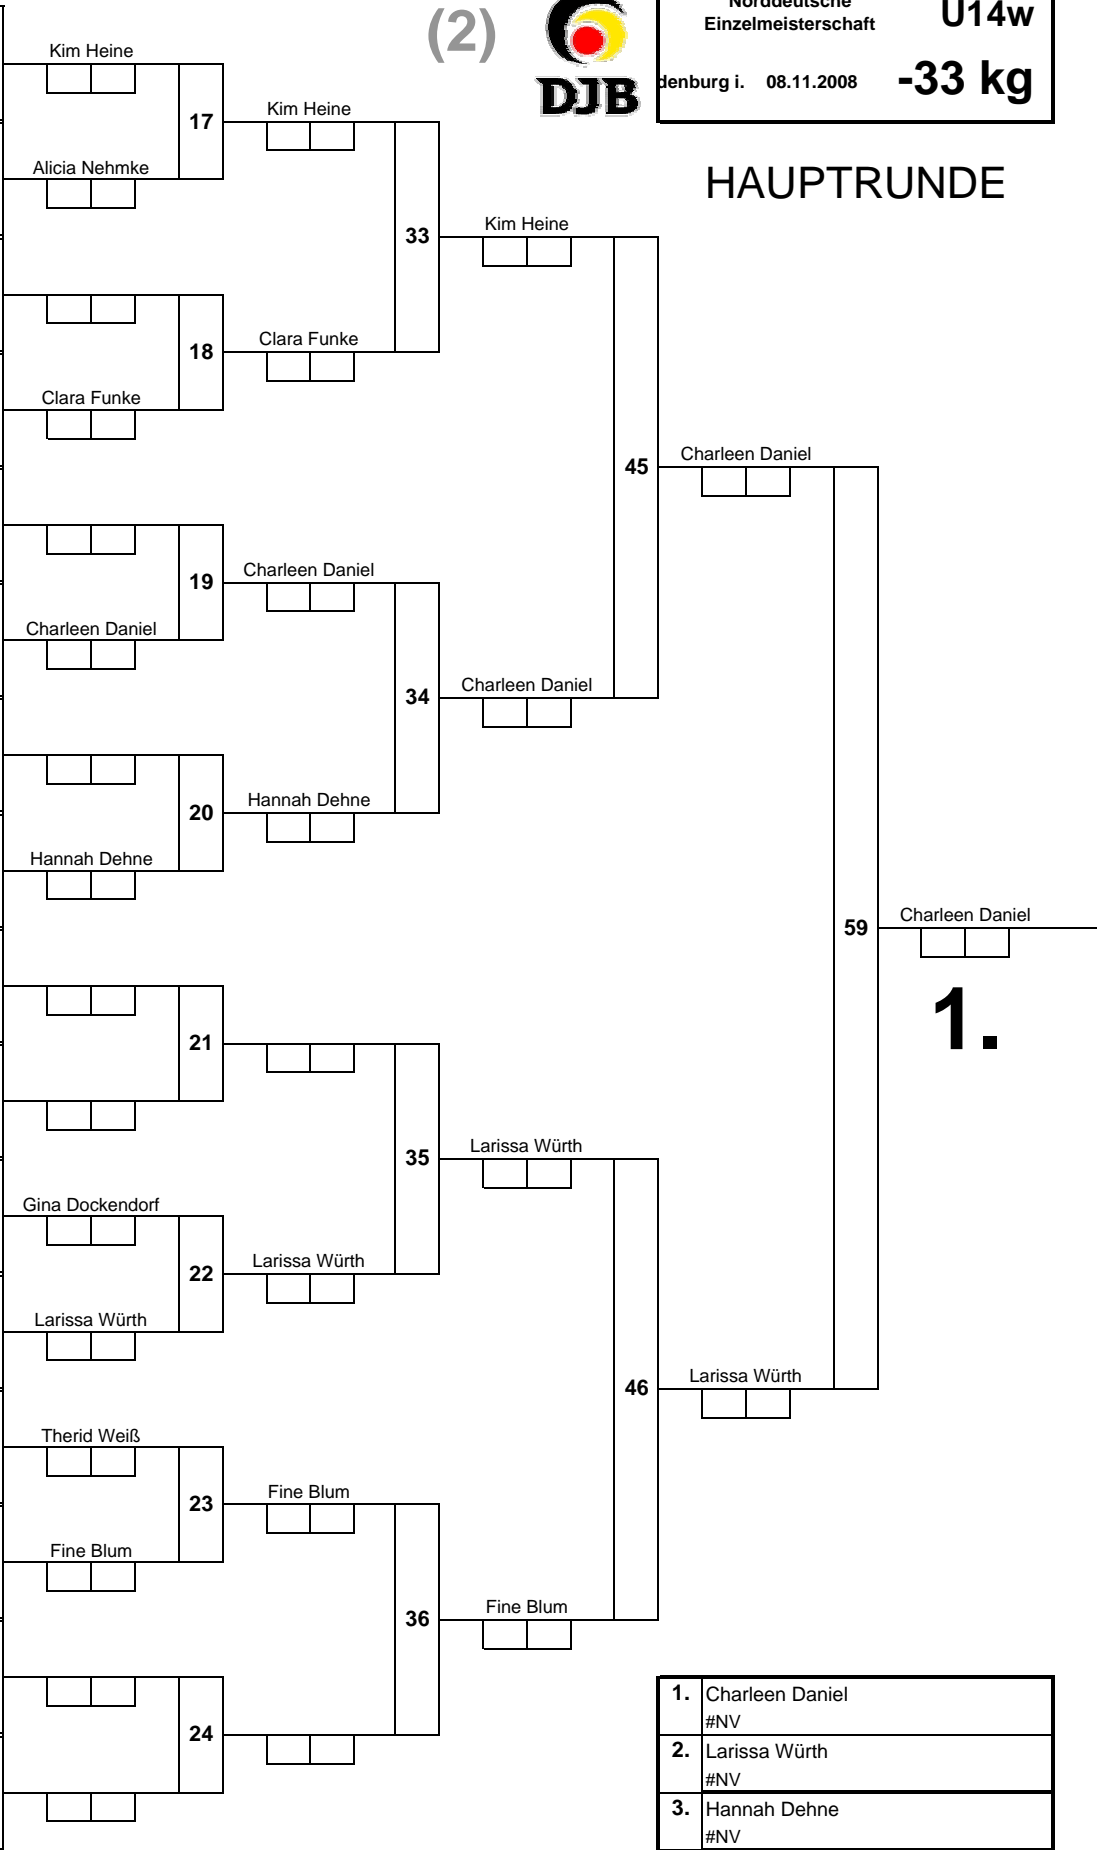 (2)
DJB
Norddeutsche
Einzelmeisterschaft
U14w
denburg i. 08.11.2008
-33 kg
HAUPTRUNDE
Kim Heine
17
Kim Heine
Alicia Nehmke
33
Kim Heine
18
Clara Funke
Clara Funke
45
Charleen Daniel
19
Charleen Daniel
Charleen Daniel
34
Charleen Daniel
20
Hannah Dehne
Hannah Dehne
59
Charleen Daniel
1.
21
35
Larissa Würth
Gina Dockendorf
22
Larissa Würth
Larissa Würth
46
Larissa Würth
Therid Weiß
23
Fine Blum
Fine Blum
36
Fine Blum
24
1. Charleen Daniel
#NV
2. Larissa Würth
#NV
3. Hannah Dehne
#NV